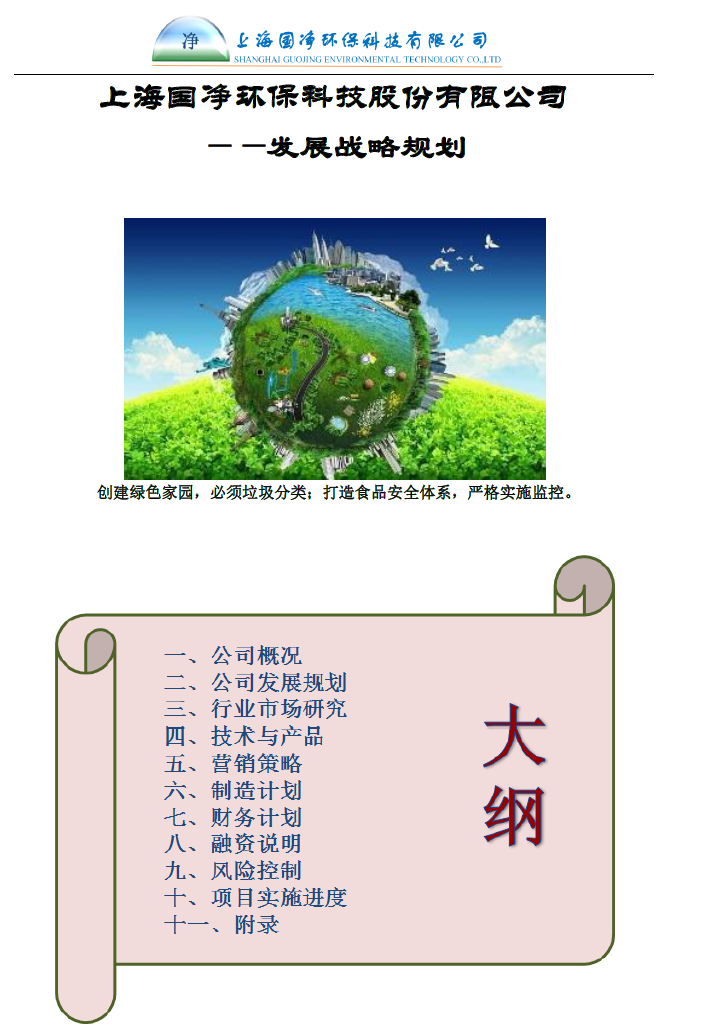 净
上海国净环保科技有限公司
SHANGHAI GUOJING ENVIRONMENTAL TECHNOLOGY CO.,LTD
上海国净环保科技股份有限公司
——发展战略规划
创建绿色家园，必须垃圾分类；打造食品安全体系，严格实施监控。
一、公司概况
二、公司发展规划
三、行业市场研究
四、技术与产品
五、营销策略
六、制造计划
七、财务计划
八、融资说明
九、风险控制
十、项目实施进度
十一、附录
大
纲